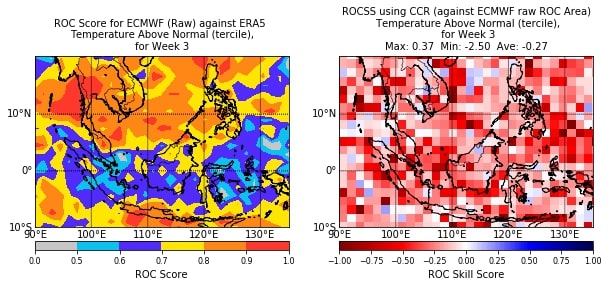 ROC Score for ECMWF (Raw) against ERA5
Temperature Above Normal (tercile),
for Week 3
10°N
0°
10°S
90°E 100°E 110°E 120°E 130°E
0.0 0.5 0.6 0.7 0.8 0.9 1.0
ROC Score
ROCSS using CCR (against ECMWF raw ROC Area)
Temperature Above Normal (tercile),
for Week 3
Max: 0.37 Min: -2.50 Ave: -0.27
10°N
0°
10°S
90°E 100°E 110°E 120°E 130°E
−1.00 −0.75 −0.50 −0.25 0.00 0.25 0.50 0.75 1.00
ROC Skill Score